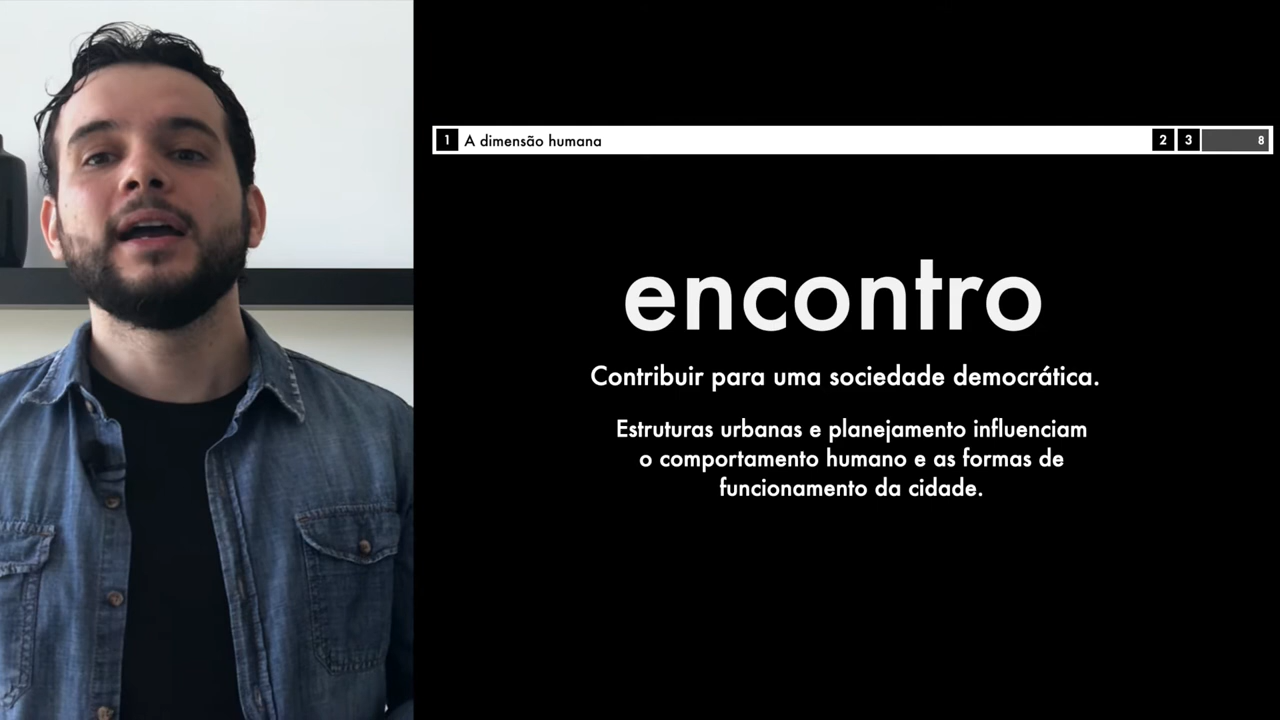 1 A dimensão humana 2 3 8
encontro
Contribuir para uma sociedade democrática.
Estruturas urbanas e planejamento influenciam
o comportamento humano e as formas de
funcionamento da cidade.